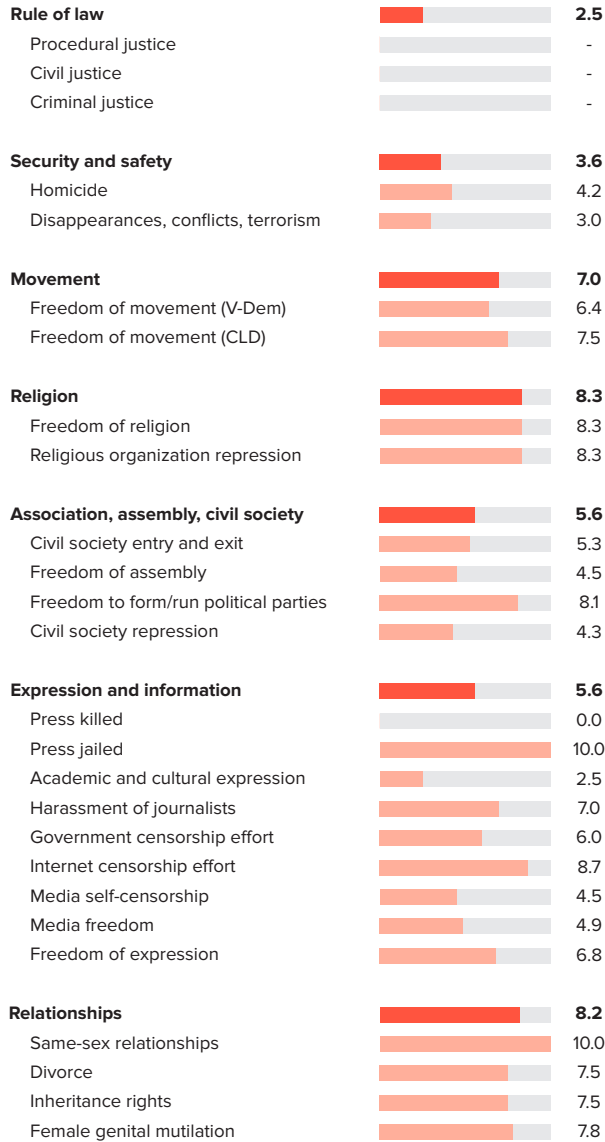 Rule of law 2.5
Procedural justice -
Civil justice -
Criminal justice -
Security and safety 3.6
Homicide 4.2
Disappearances, conflicts, terrorism 3.0
Movement 7.0
Freedom of movement (V-Dem) 6.4
Freedom of movement (CLD) 7.5
Religion 8.3
Freedom of religion 8.3
Religious organization repression 8.3
Association, assembly, civil society 5.6
Civil society entry and exit 5.3
Freedom of assembly 4.5
Freedom to form/run political parties 8.1
Civil society repression 4.3
Expression and information 5.6
Press killed 0.0
Press jailed 10.0
Academic and cultural expression 2.5
Harassment of journalists 7.0
Government censorship effort 6.0
Internet censorship effort 8.7
Media self-censorship 4.5
Media freedom 4.9
Freedom of expression 6.8
Relationships 8.2
Same-sex relationships 10.0
Divorce 7.5
Inheritance rights 7.5
Female genital mutilation 7.8